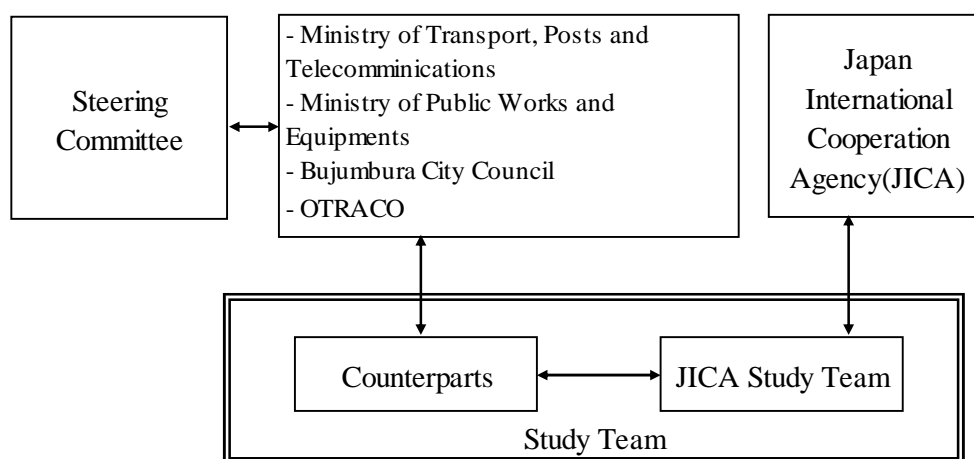 Steering
Committee
- Ministry of Transport, Posts and
Telecomminications
- Ministry of Public Works and
Equipments
- Bujumbura City Council
- OTRACO
Japan
International
Cooperation
Agency(JICA)
Counterparts
JICA Study Team
Study Team